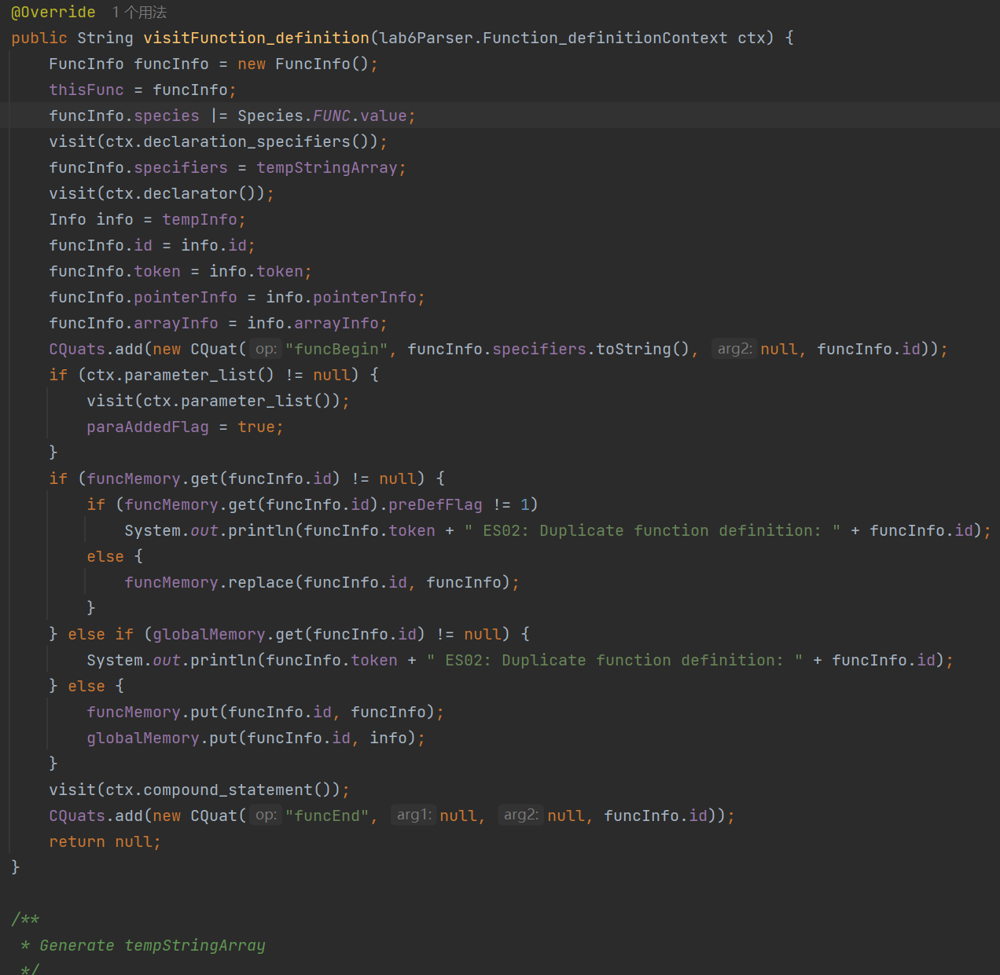 @Override 1 个用法
public String visitFunction_definition(lab6Parser.Function_definitionContext ctx) {
    FuncInfo funcInfo = new FuncInfo();
    thisFunc = funcInfo;
    funcInfo.species |= Species.FUNC.value;
    visit(ctx.declaration_specifiers());
    funcInfo.specifiers = tempStringArray;
    visit(ctx.declarator());
    Info info = tempInfo;
    funcInfo.id = info.id;
    funcInfo.token = info.token;
    funcInfo.pointerInfo = info.pointerInfo;
    funcInfo.arrayInfo = info.arrayInfo;
    CQuats.add(new CQuat( op: "funcBegin", funcInfo.specifiers.toString(), arg2: null, funcInfo.id));
    if (ctx.parameter_list() != null) {
        visit(ctx.parameter_list());
        paraAddedFlag = true;
    }
    if (funcMemory.get(funcInfo.id) != null) {
        if (funcMemory.get(funcInfo.id).preDefFlag != 1)
            System.out.println(funcInfo.token + " ES02: Duplicate function definition: " + funcInfo.id);
        else {
            funcMemory.replace(funcInfo.id, funcInfo);
        }
    } else if (globalMemory.get(funcInfo.id) != null) {
        System.out.println(funcInfo.token + " ES02: Duplicate function definition: " + funcInfo.id);
    } else {
        funcMemory.put(funcInfo.id, funcInfo);
        globalMemory.put(funcInfo.id, info);
    }
    visit(ctx.compound_statement());
    CQuats.add(new CQuat( op: "funcEnd", arg1: null, arg2: null, funcInfo.id));
    return null;
}
/**
 * Generate tempStringArray
 */